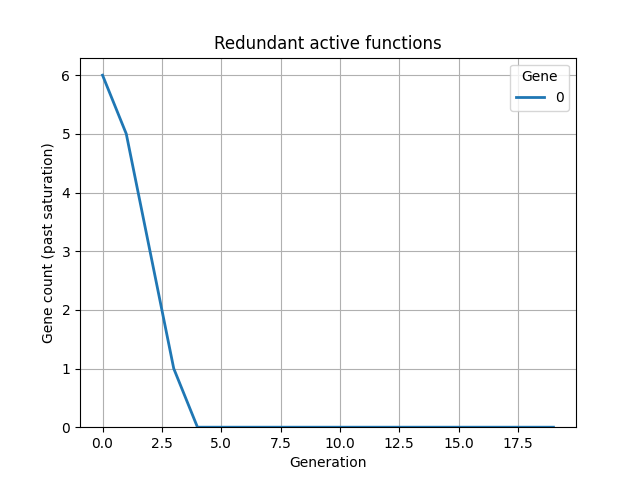 Redundant active functions
Gene
0
6
5
4
3
2
1
0
Gene count (past saturation)
0.0 2.5 5.0 7.5 10.0 12.5 15.0 17.5
Generation